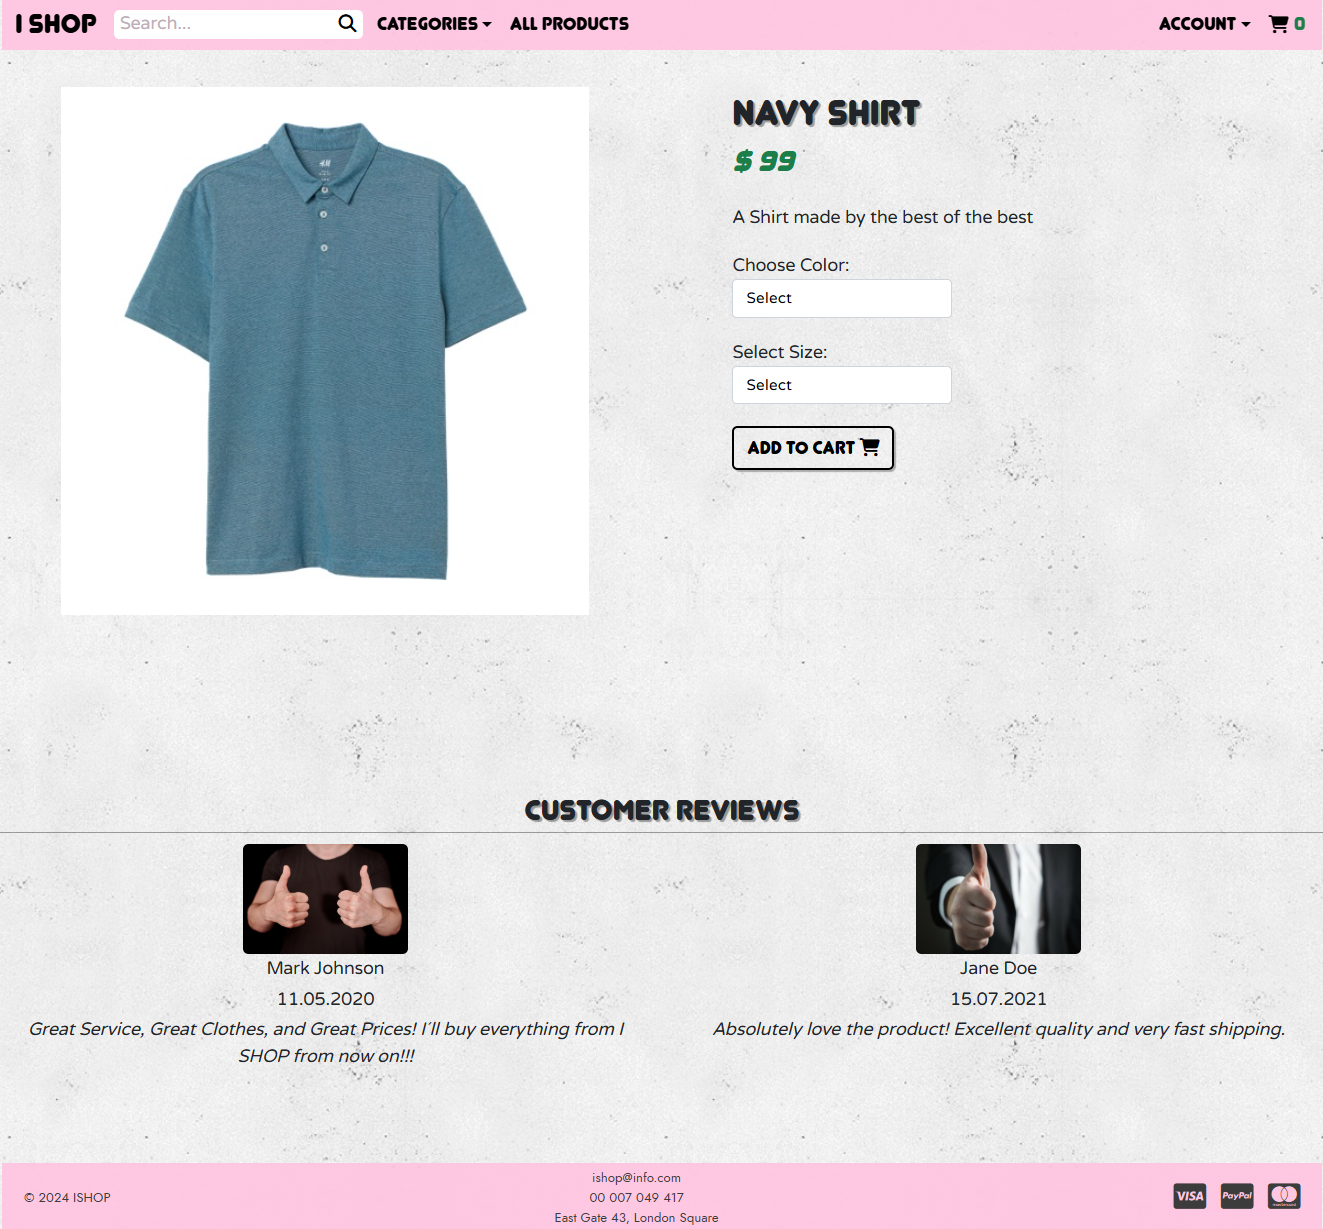 I SHOP
Search...
CATEGORIES
ALL PRODUCTS
ACCOUNT
0
H&M
NAVY SHIRT
$ 99
A Shirt made by the best of the best
Choose Color:
Select
Select Size:
Select
ADD TO CART
CUSTOMER REVIEWS
Mark Johnson
11.05.2020
Great Service, Great Clothes, and Great Prices! I'll buy everything from I
SHOP from now on!!!
Jane Doe
15.07.2021
Absolutely love the product! Excellent quality and very fast shipping.
© 2024 ISHOP
ishop@info.com
00 007 049 417
East Gate 43, London Square
VISA
PayPal
mastercard